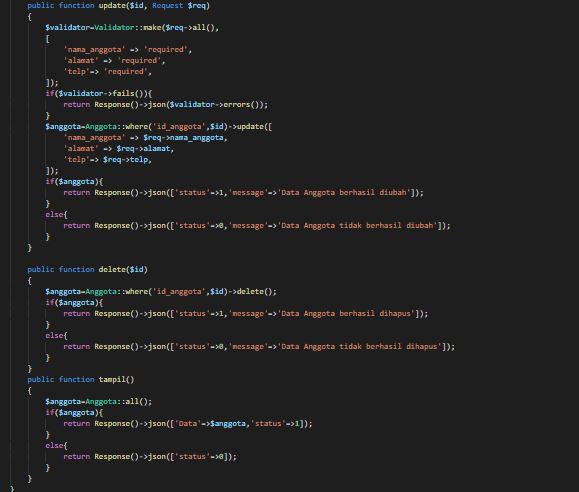 public function update($id, Request $req)
{
$validator=Validator::make($req->all(),
[
'nama_anggota' => 'required',
'alamat' => 'required',
'telp'=> 'required',
]);
if($validator->fails()){
return Response()->json($validator->errors());
}
$anggota=Anggota::where('id_anggota',$id)->update([
'nama_anggota' => $req->nama_anggota,
'alamat' => $req->alamat,
'telp'=> $req->telp,
]);
if($anggota){
return Response()->json(['status'=>1,'message'=>'Data Anggota berhasil diubah']);
}
else{
return Response()->json(['status'=>0,'message'=>'Data Anggota tidak berhasil diubah']);
}
}
public function delete($id)
{
$anggota=Anggota::where('id_anggota',$id)->delete();
if($anggota){
return Response()->json(['status'=>1,'message'=>'Data Anggota berhasil dihapus']);
}
else{
return Response()->json(['status'=>0,'message'=>'Data Anggota tidak berhasil dihapus']);
}
}
public function tampil()
{
$anggota=Anggota::all();
if($anggota){
return Response()->json(['Data'=>$anggota,'status'=>1]);
}
else{
return Response()->json(['status'=>0]);
}
}
}